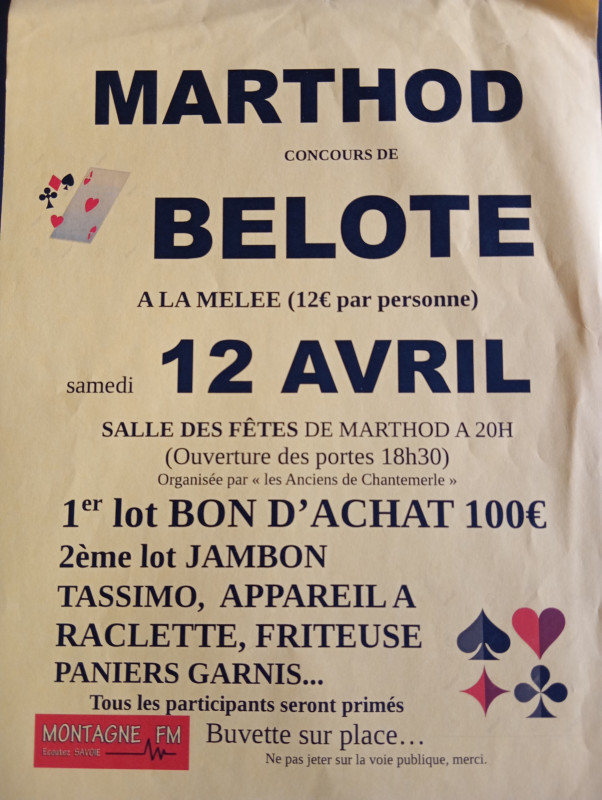 MARTHOD
CONCOURS DE
BELOTE
A LA MELEE (12€ par personne)
samedi 12 AVRIL
SALLE DES FÊTES DE MARTHOD A 20H
(Ouverture des portes 18h30)
Organisée par « les Anciens de Chantemerle »
1er lot BON D’ACHAT 100€
2ème lot JAMBON
TASSIMO, APPAREIL A
RACLETTE, FRITEUSE
PANIERS GARNIS...
Tous les participants seront primés
MONTAGNE FM
Ecoutez SAVOIE
Buvette sur place…
Ne pas jeter sur la voie publique, merci.